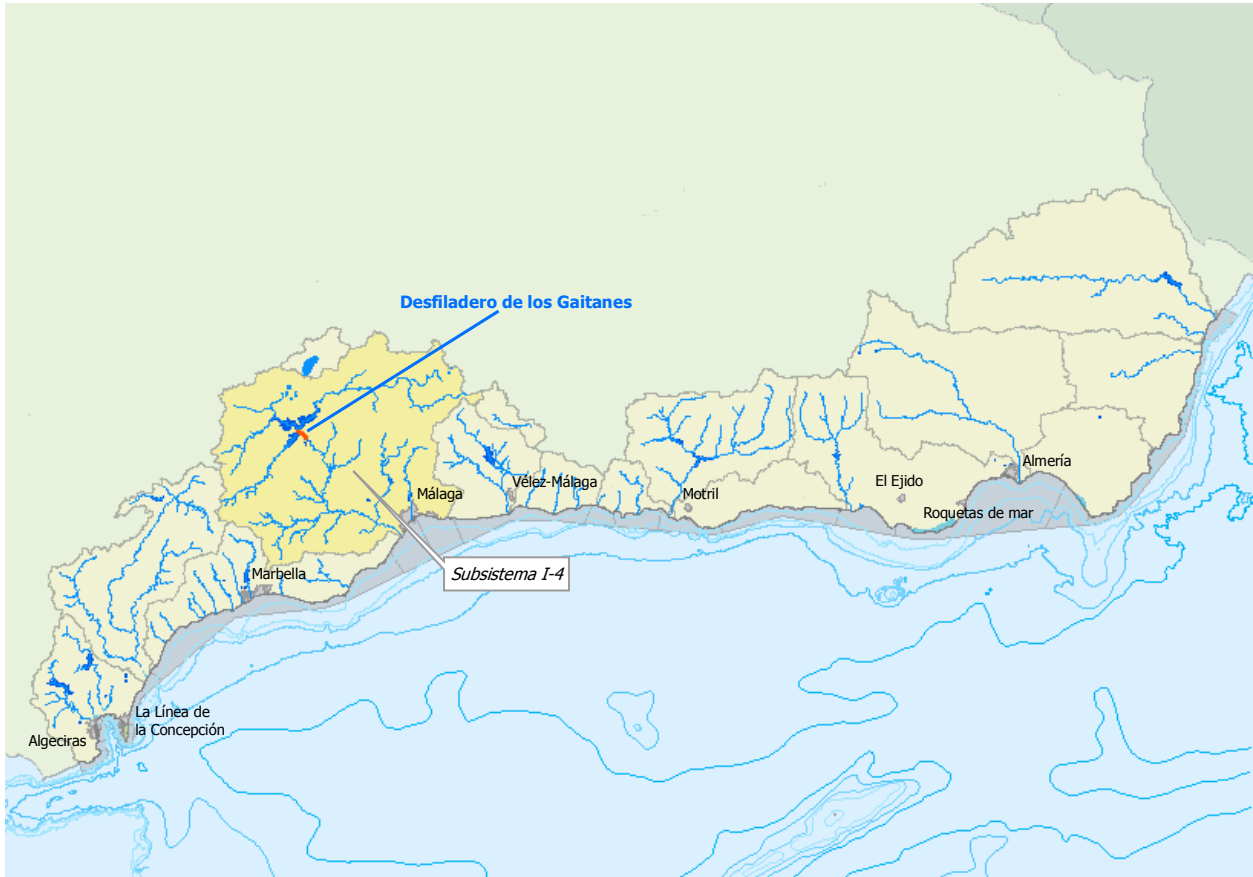 Desfiladero de los Gaitanes
Málaga
Vélez-Málaga
Motril
El Ejido
Almería
Roquetas de mar
Marbella
Subsistema I-4
La Línea de
la Concepción
Algeciras